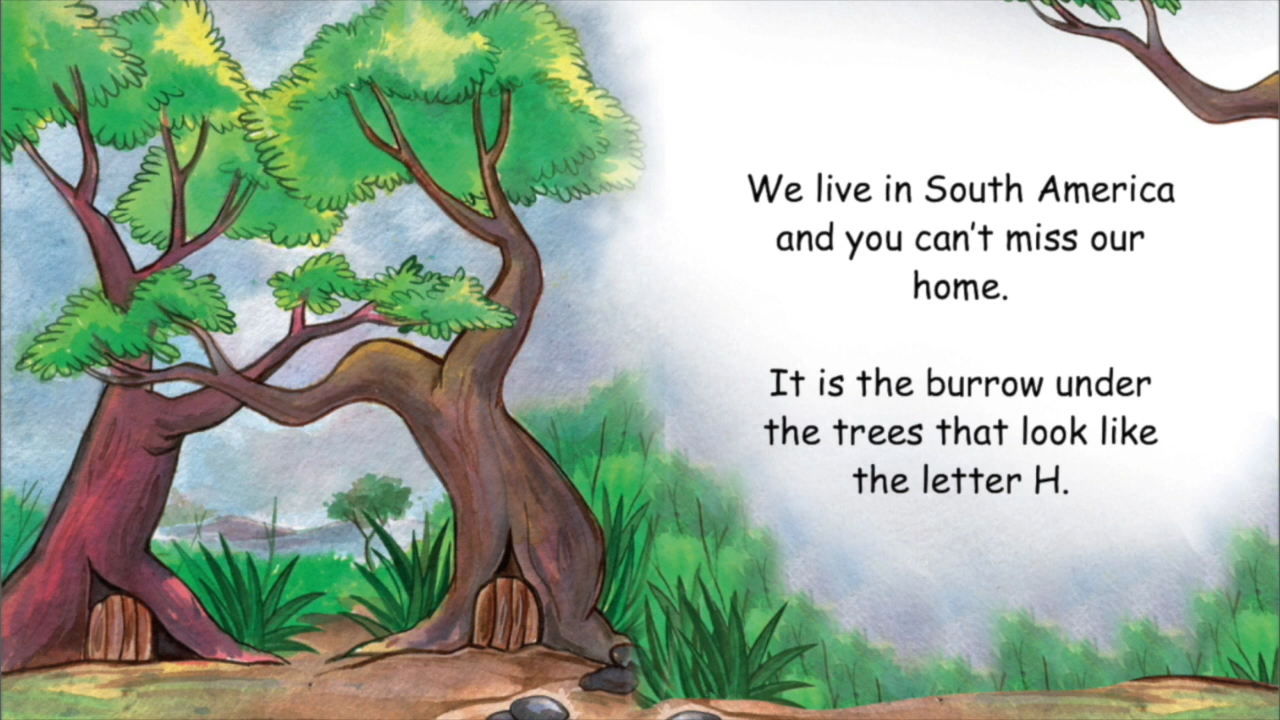 We live in South America
and you can't miss our
home.
It is the burrow under
the trees that look like
the letter H.